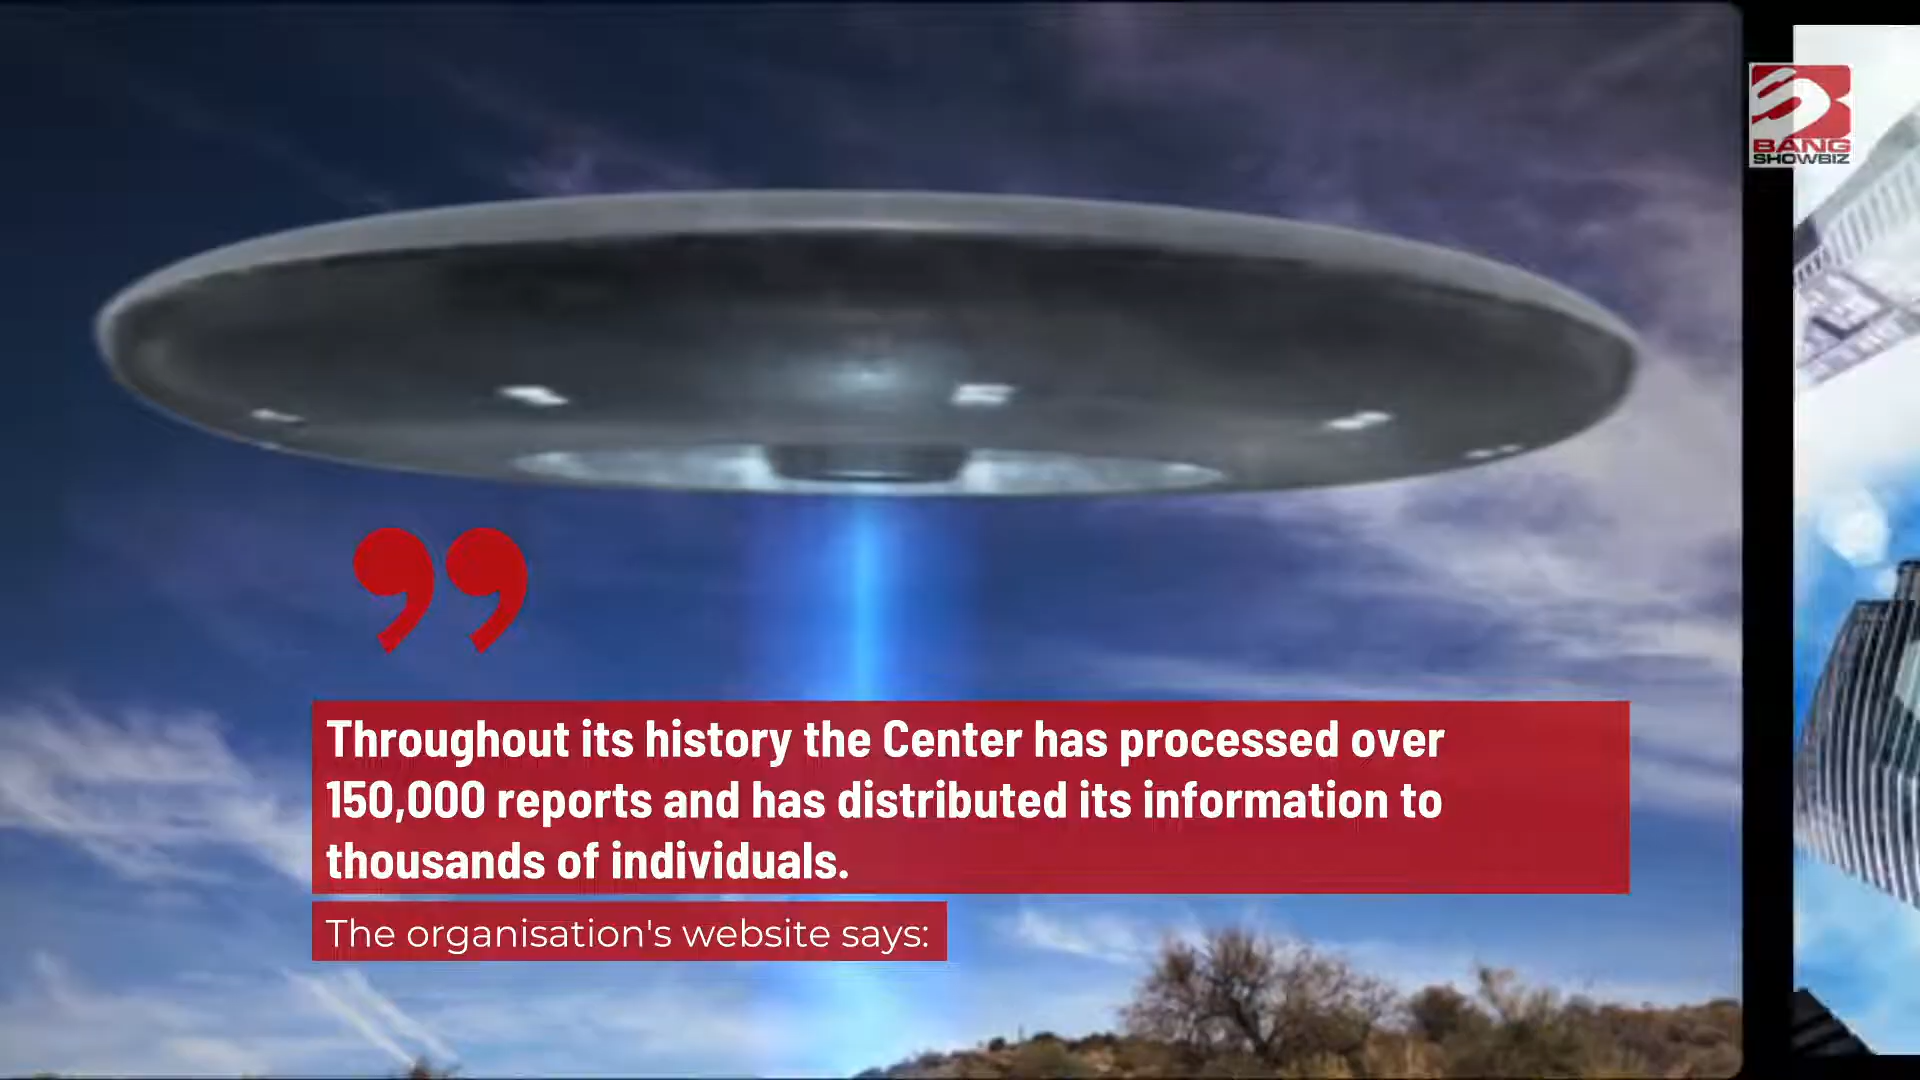 BANG
SHOWBIZ
Throughout its history the Center has processed over
150,000 reports and has distributed its information to
thousands of individuals.
The organisation's website says: